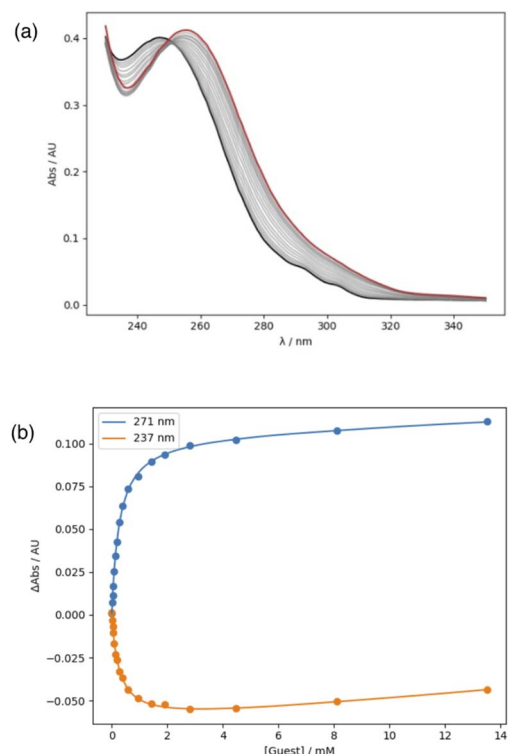 (a)
0.4
0.3
0.2
0.1
0.0
Abs / AU
240 260 280 300 320 340
λ / nm
(b)
271 nm
237 nm
0.100
0.075
0.050
0.025
0.000
−0.025
−0.050
ΔAbs / AU
0 2 4 6 8 10 12 14
[Guest] / mM